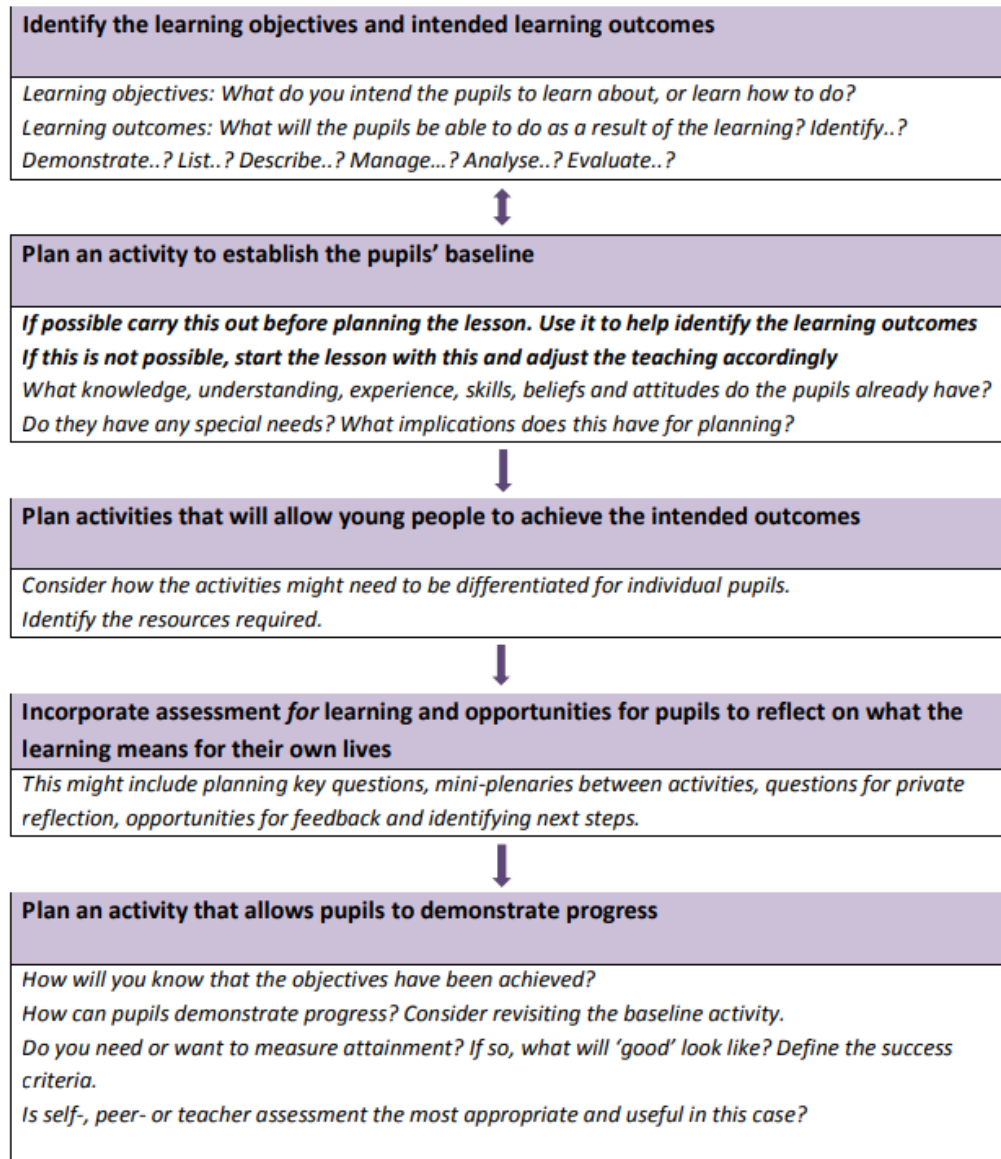 Identify the learning objectives and intended learning outcomes
Learning objectives: What do you intend the pupils to learn about, or learn how to do?
Learning outcomes: What will the pupils be able to do as a result of the learning? Identify..?
Demonstrate..? List..? Describe..? Manage...? Analyse..? Evaluate..?
Plan an activity to establish the pupils’ baseline
If possible carry this out before planning the lesson. Use it to help identify the learning outcomes
If this is not possible, start the lesson with this and adjust the teaching accordingly
What knowledge, understanding, experience, skills, beliefs and attitudes do the pupils already have?
Do they have any special needs? What implications does this have for planning?
Plan activities that will allow young people to achieve the intended outcomes
Consider how the activities might need to be differentiated for individual pupils.
Identify the resources required.
Incorporate assessment for learning and opportunities for pupils to reflect on what the
learning means for their own lives
This might include planning key questions, mini-plenaries between activities, questions for private
reflection, opportunities for feedback and identifying next steps.
Plan an activity that allows pupils to demonstrate progress
How will you know that the objectives have been achieved?
How can pupils demonstrate progress? Consider revisiting the baseline activity.
Do you need or want to measure attainment? If so, what will ‘good’ look like? Define the success
criteria.
Is self-, peer- or teacher assessment the most appropriate and useful in this case?